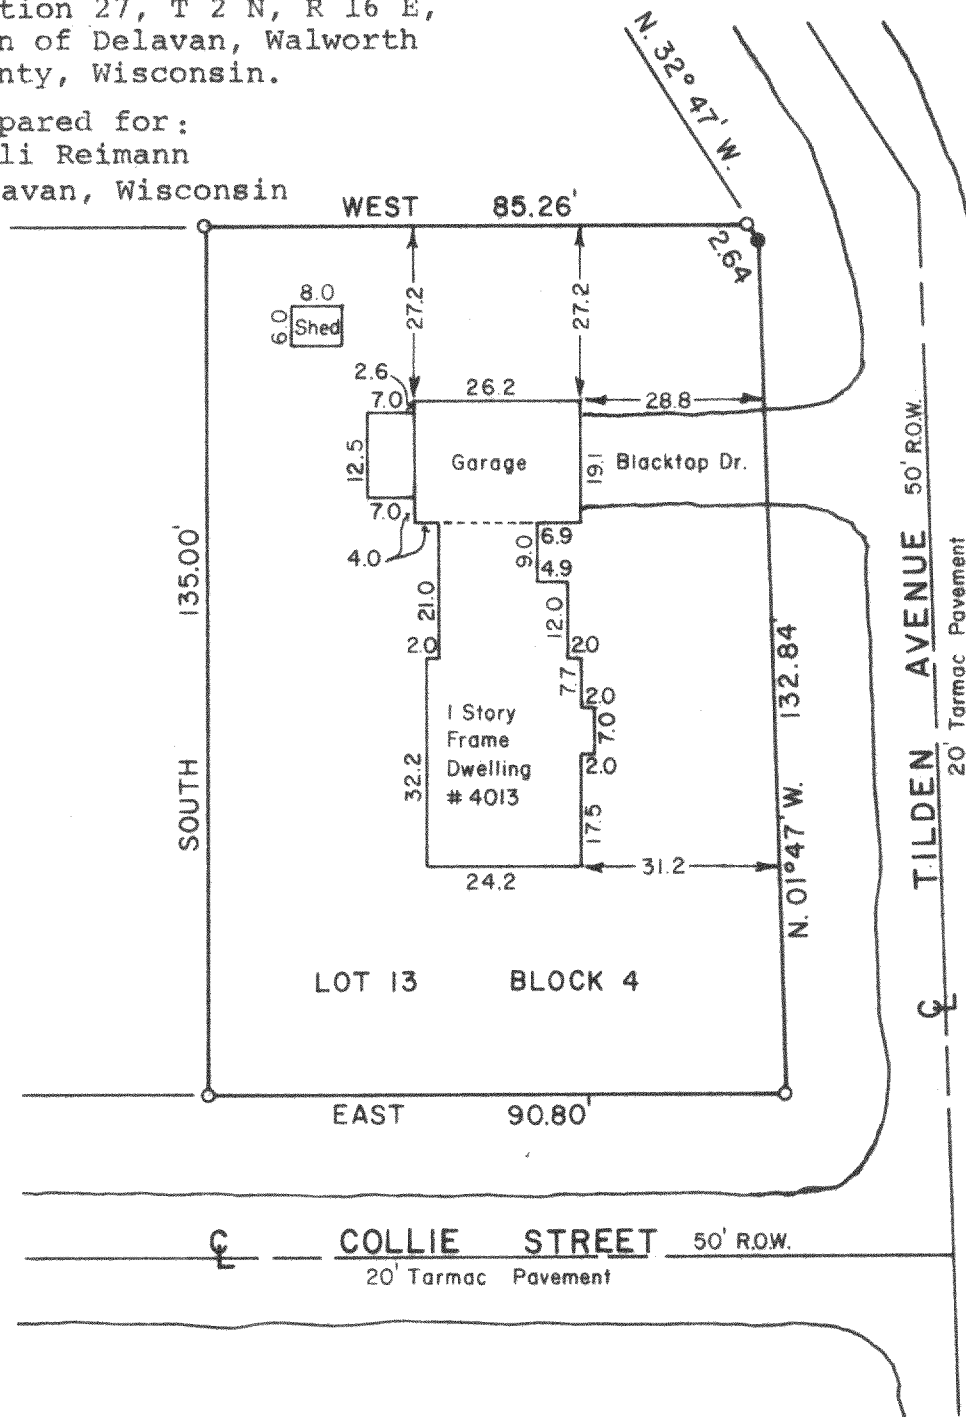 tion 27, T 2 N, R 16 E,
n of Delavan, Walworth
nty, Wisconsin.
pared for:
li Reimann
avan, Wisconsin
N. 32° 47' W.
WEST 85.26'
2.64
27.2
27.2
8.0
6.0
Shed
2.6
7.0
26.2
28.8
12.5
Garage
19.1
Blacktop Dr.
7.0
4.0
9.0
6.9
4.9
21.0
12.0
2.0
2.0
7.7
2.0
7.0
2.0
1 Story
Frame
Dwelling
# 4013
32.2
17.5
24.2
31.2
SOUTH 135.00'
N. 01° 47' W. 132.84'
TILDEN AVENUE 50' R.O.W.
20' Tarmac Pavement
LOT 13 BLOCK 4
EAST 90.80'
CL
CL
COLLIE STREET 50' R.O.W.
20' Tarmac Pavement